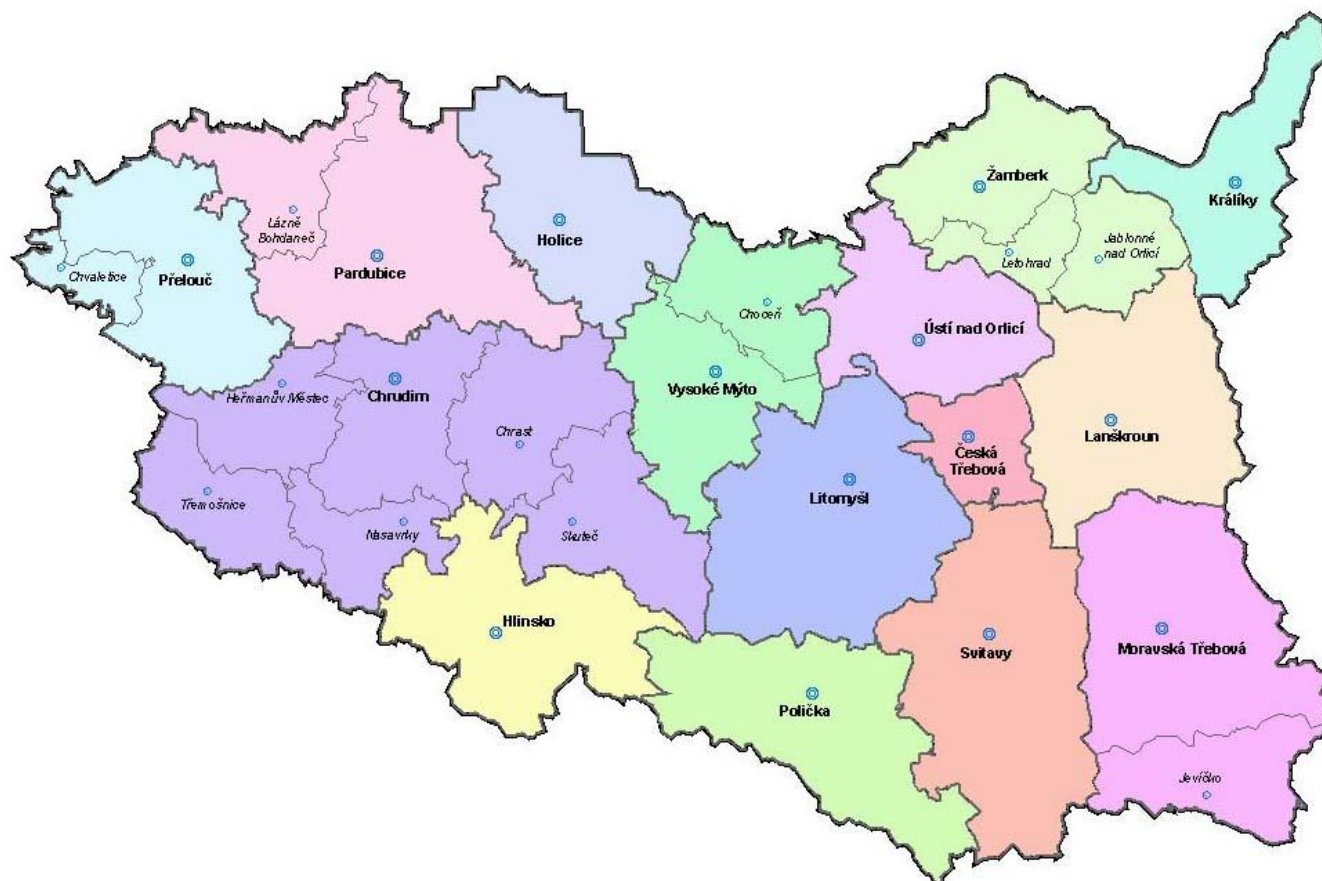 Žamberk
Králíky
Lázně
Bohdaneč
Holice
Jablonné
nad Orlicí
Letohrad
Pardubice
Přelouč
Chvaletice
Choceň
Ústí nad Orlicí
Vysoké Mýto
Heřmanův Městec
Chrudim
Chrast
Lanškroun
Česká
Třebová
Litomyšl
Třemošnice
Nasavrky
Skuteč
Hlinsko
Svitavy
Moravská Třebová
Polička
Jevíčko